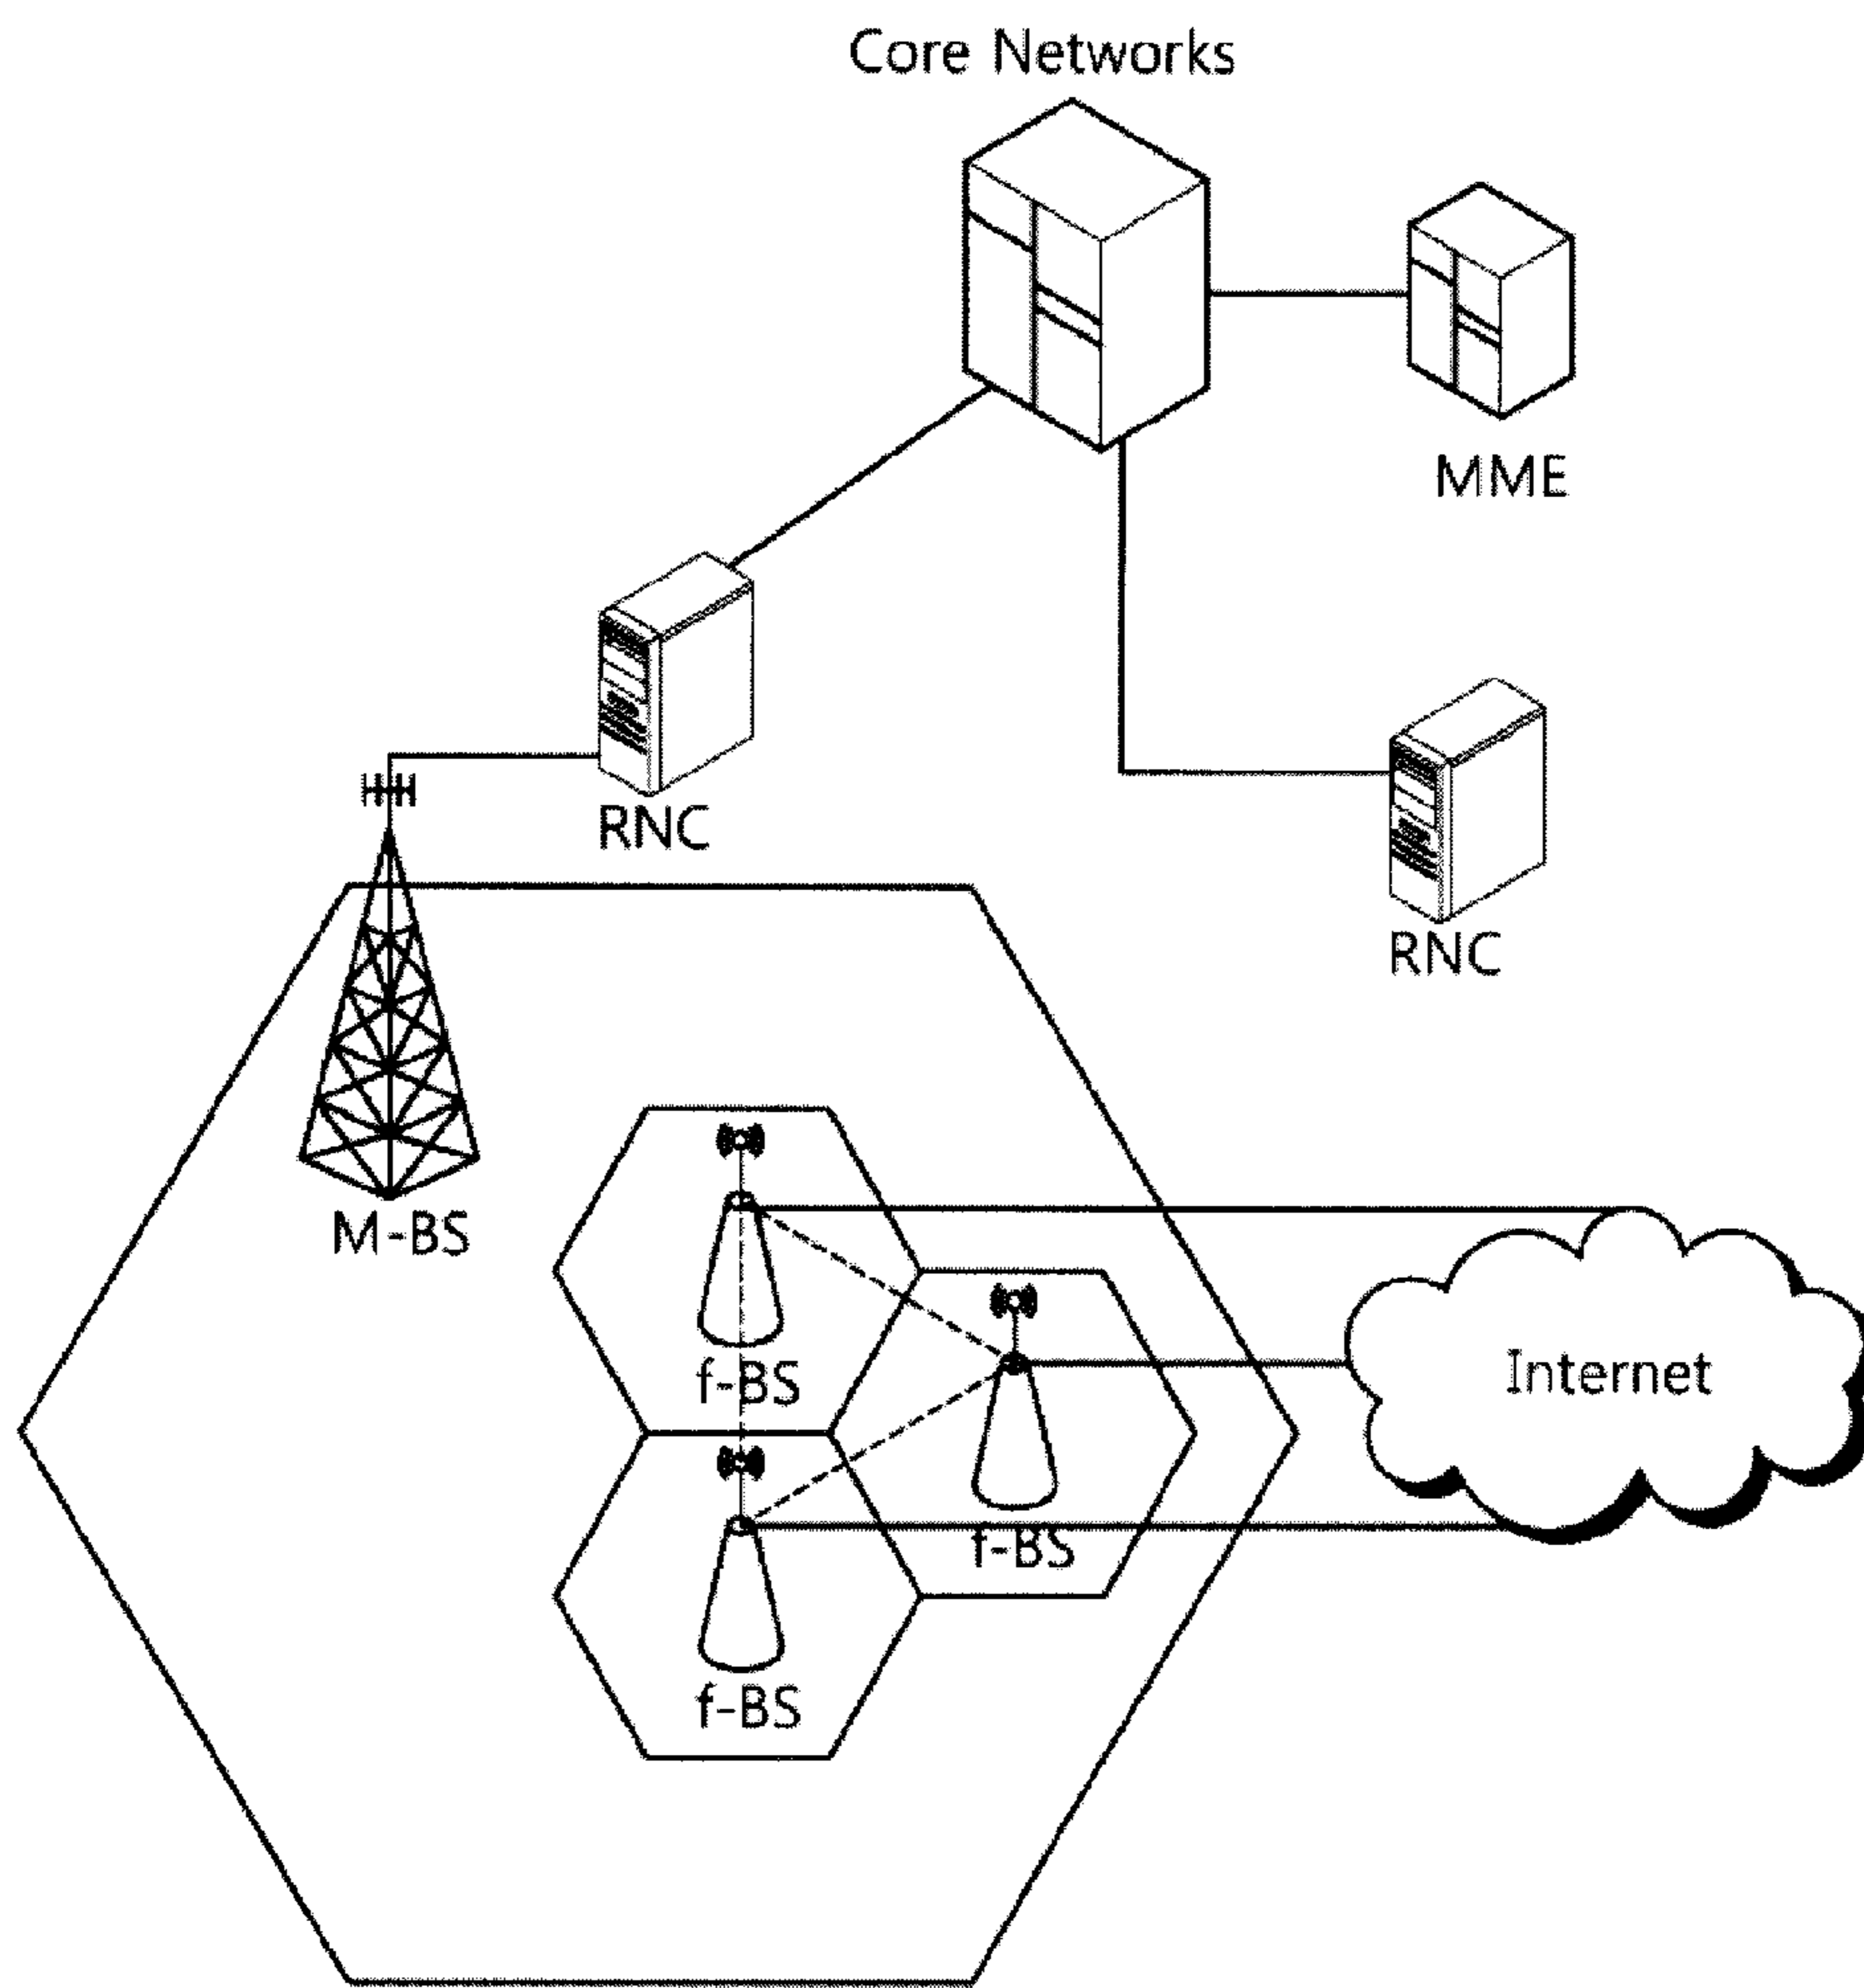 Core Networks
MME
RNC
RNC
M-BS
f-BS
Internet
f-BS
f-BS